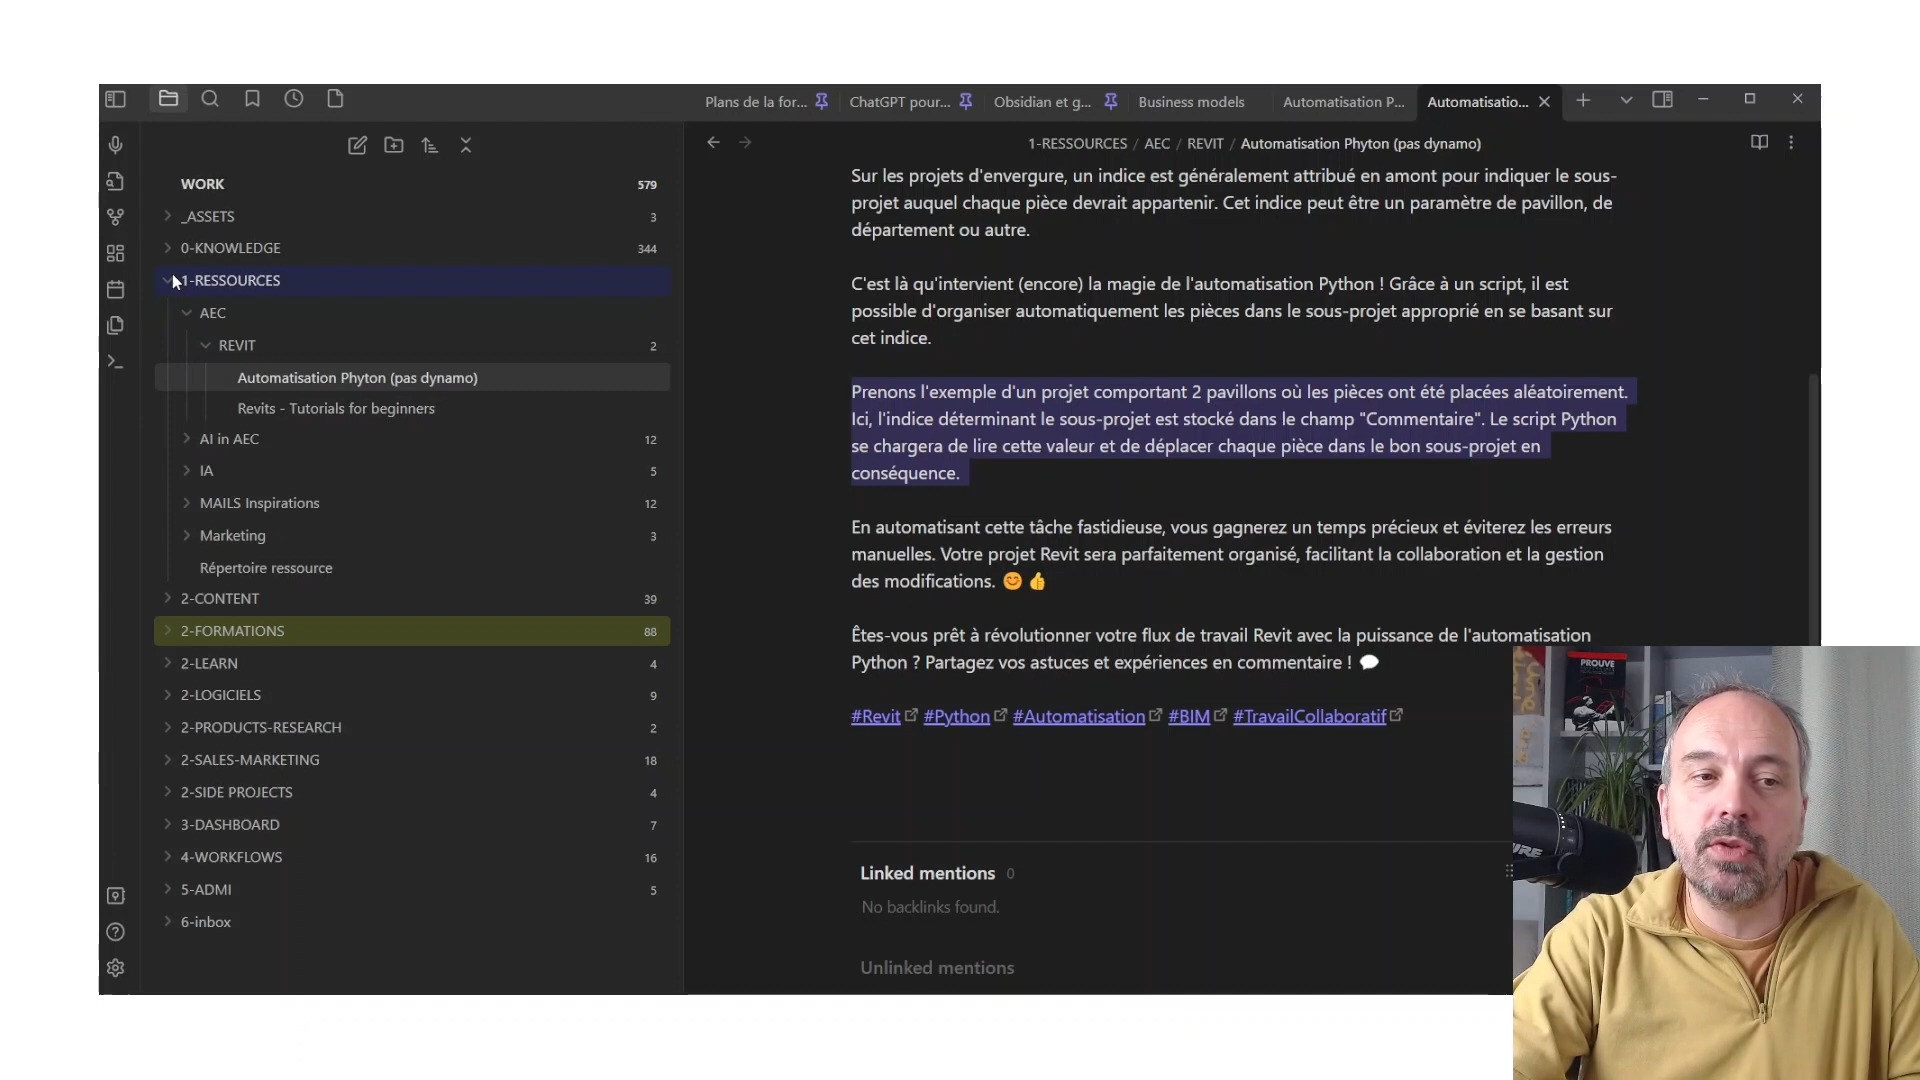 Plans de la for...
ChatGPT pour...
Obsidian et g...
Business models
Automatisation P...
Automatisatio...
WORK 579
_ASSETS 3
0-KNOWLEDGE 344
1-RESSOURCES
AEC
REVIT 2
Automatisation Phyton (pas dynamo)
Revits - Tutorials for beginners
AI in AEC 12
IA 5
MAILS Inspirations 12
Marketing 3
Répertoire ressource
2-CONTENT 39
2-FORMATIONS 88
2-LEARN 4
2-LOGICIELS 9
2-PRODUCTS-RESEARCH 2
2-SALES-MARKETING 18
2-SIDE PROJECTS 4
3-DASHBOARD 7
4-WORKFLOWS 16
5-ADMI 5
6-inbox
1-RESSOURCES / AEC / REVIT / Automatisation Phyton (pas dynamo)
Sur les projets d'envergure, un indice est généralement attribué en amont pour indiquer le sous-
projet auquel chaque pièce devrait appartenir. Cet indice peut être un paramètre de pavillon, de
département ou autre.
C'est là qu'intervient (encore) la magie de l'automatisation Python ! Grâce à un script, il est
possible d'organiser automatiquement les pièces dans le sous-projet approprié en se basant sur
cet indice.
Prenons l'exemple d'un projet comportant 2 pavillons où les pièces ont été placées aléatoirement.
Ici, l'indice déterminant le sous-projet est stocké dans le champ "Commentaire". Le script Python
se chargera de lire cette valeur et de déplacer chaque pièce dans le bon sous-projet en
conséquence.
En automatisant cette tâche fastidieuse, vous gagnerez un temps précieux et éviterez les erreurs
manuelles. Votre projet Revit sera parfaitement organisé, facilitant la collaboration et la gestion
des modifications. 😊 👍
Êtes-vous prêt à révolutionner votre flux de travail Revit avec la puissance de l'automatisation
Python ? Partagez vos astuces et expériences en commentaire ! 💬
#Revit #Python #Automatisation #BIM #TravailCollaboratif
Linked mentions 0
No backlinks found.
Unlinked mentions
PROUVE